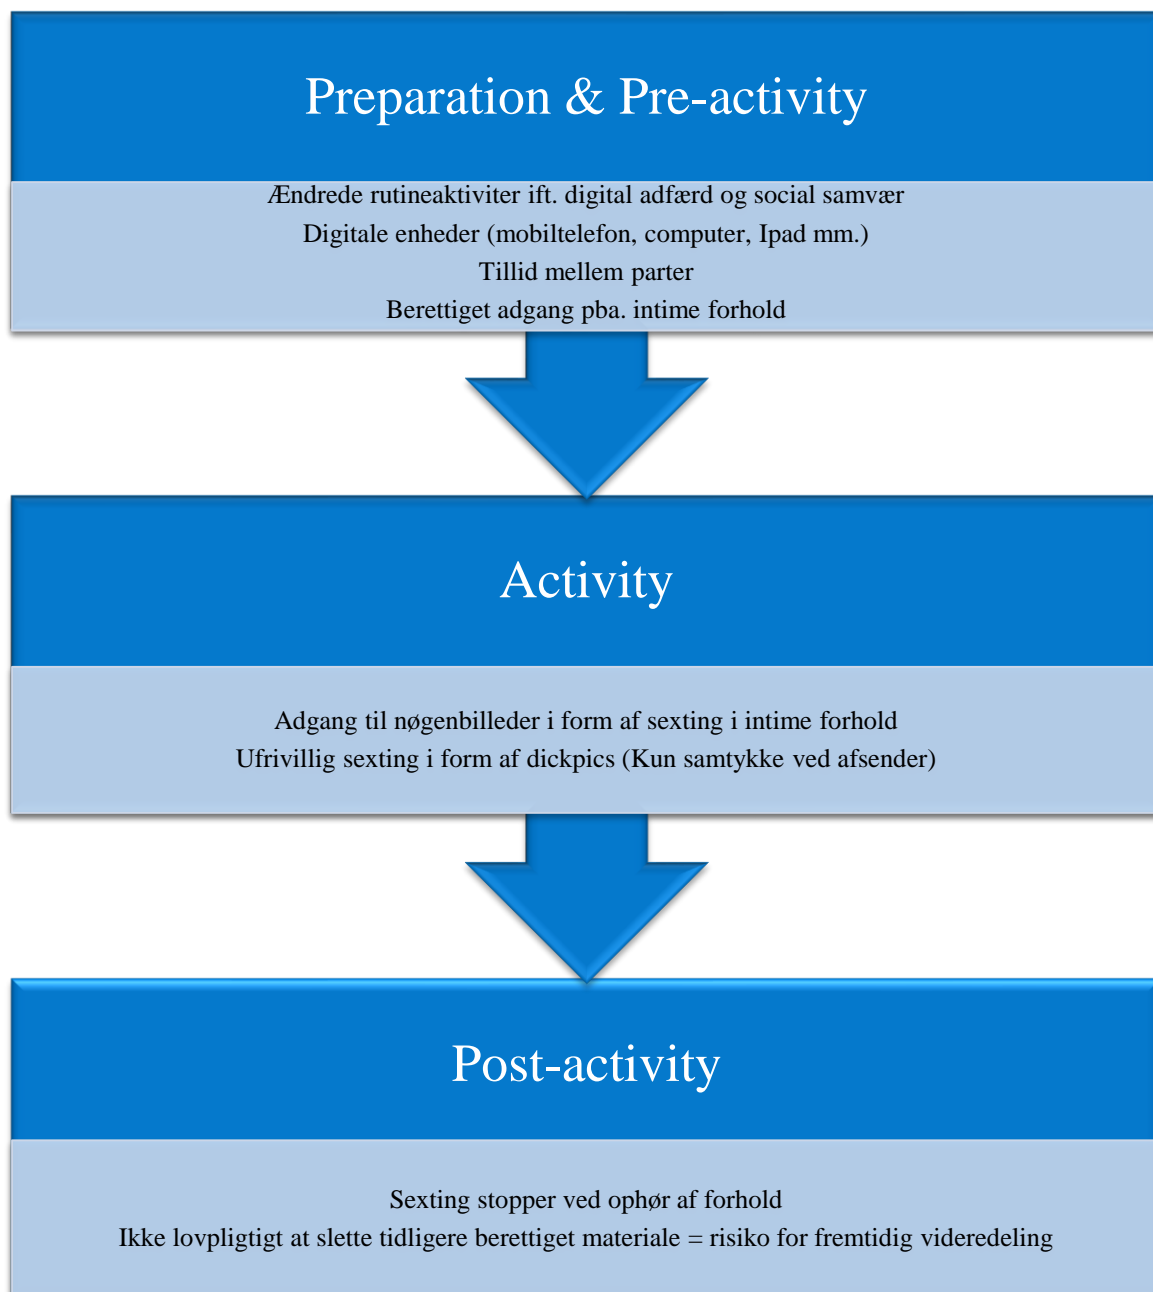 Preparation & Pre-activity
Ændrede rutineaktiviter ift. digital adfærd og social samvær
Digitale enheder (mobiltelefon, computer, Ipad mm.)
Tillid mellem parter
Berettiget adgang pba. intime forhold
Activity
Adgang til nøgenbilleder i form af sexting i intime forhold
Ufrivillig sexting i form af dickpics (Kun samtykke ved afsender)
Post-activity
Sexting stopper ved ophør af forhold
Ikke lovpligtigt at slette tidligere berettiget materiale = risiko for fremtidig videredeling